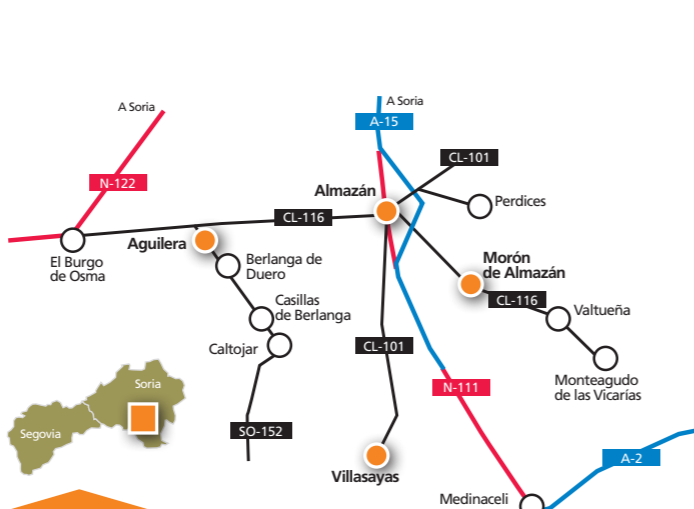 A Soria
A Soria
A-15
CL-101
N-122
Almazán
Perdices
CL-116
Aguilera
El Burgo
de Osma
Berlanga de
Duero
Morón
de Almazán
Casillas
de Berlanga
CL-116
Valtueña
Caltojar
CL-101
Monteagudo
de las Vicarías
Soria
N-111
Segovia
SO-152
A-2
Villasayas
Medinaceli